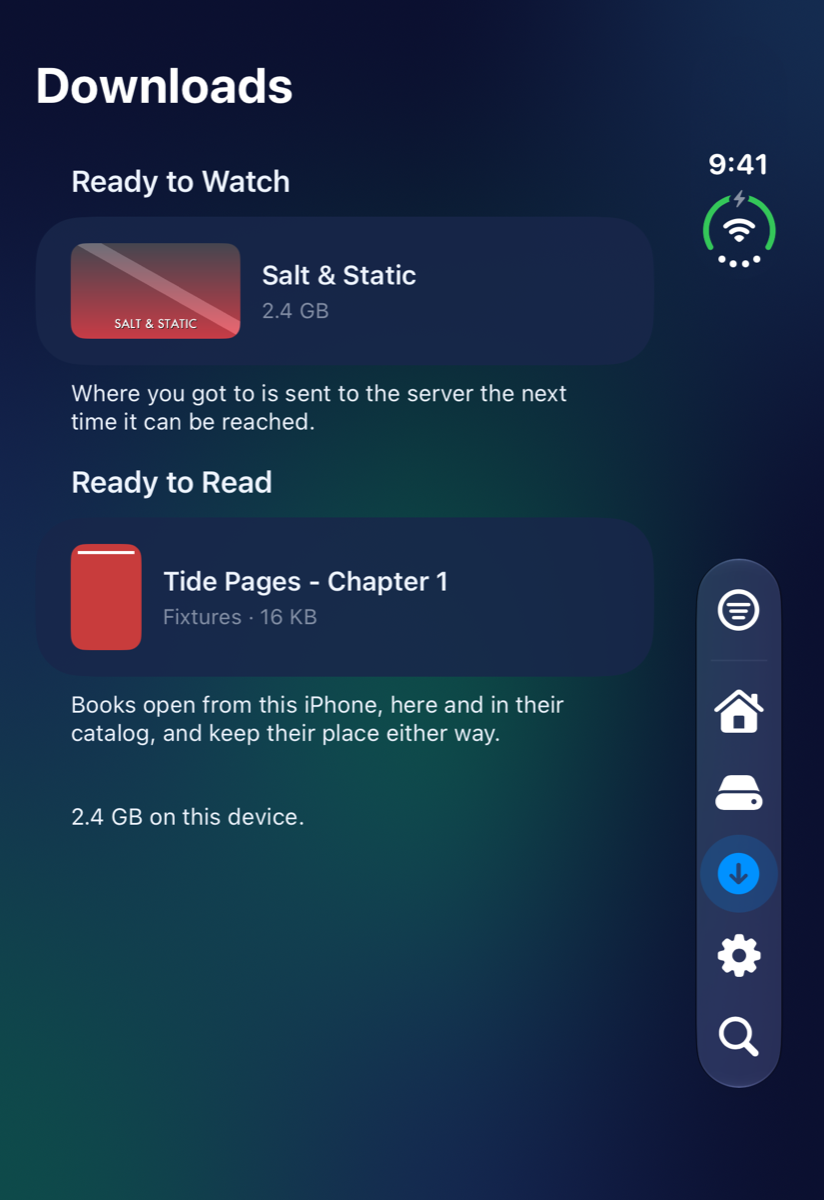 Downloads
9:41
Ready to Watch
SALT & STATIC
Salt & Static
2.4 GB
Where you got to is sent to the server the next
time it can be reached.
Ready to Read
Tide Pages - Chapter 1
Fixtures · 16 KB
Books open from this iPhone, here and in their
catalog, and keep their place either way.
2.4 GB on this device.